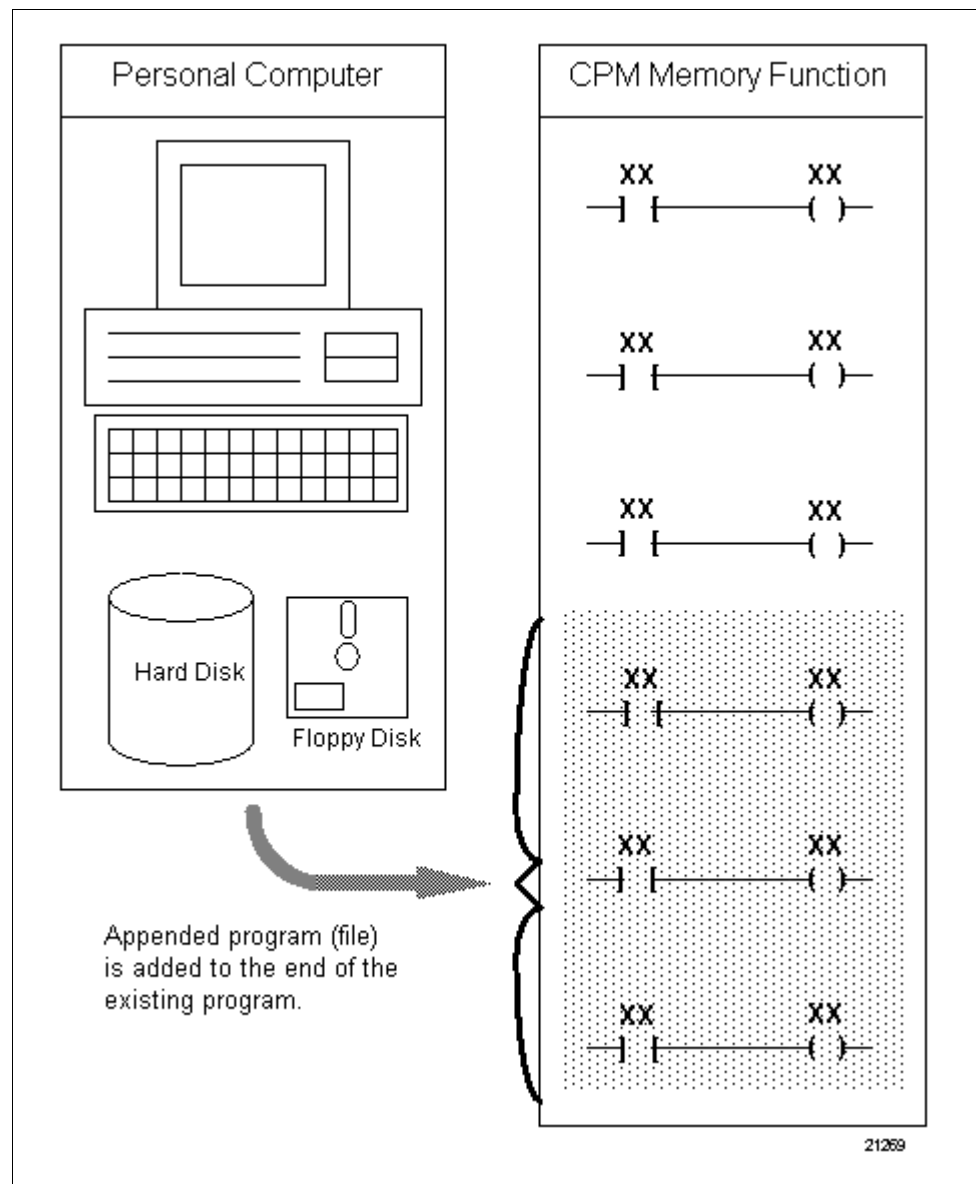 Personal Computer
CPM Memory Function
XX XX
XX XX
XX XX
Hard Disk
Floppy Disk
XX XX
XX XX
Appended program (file)
is added to the end of the
existing program.
XX XX
21269